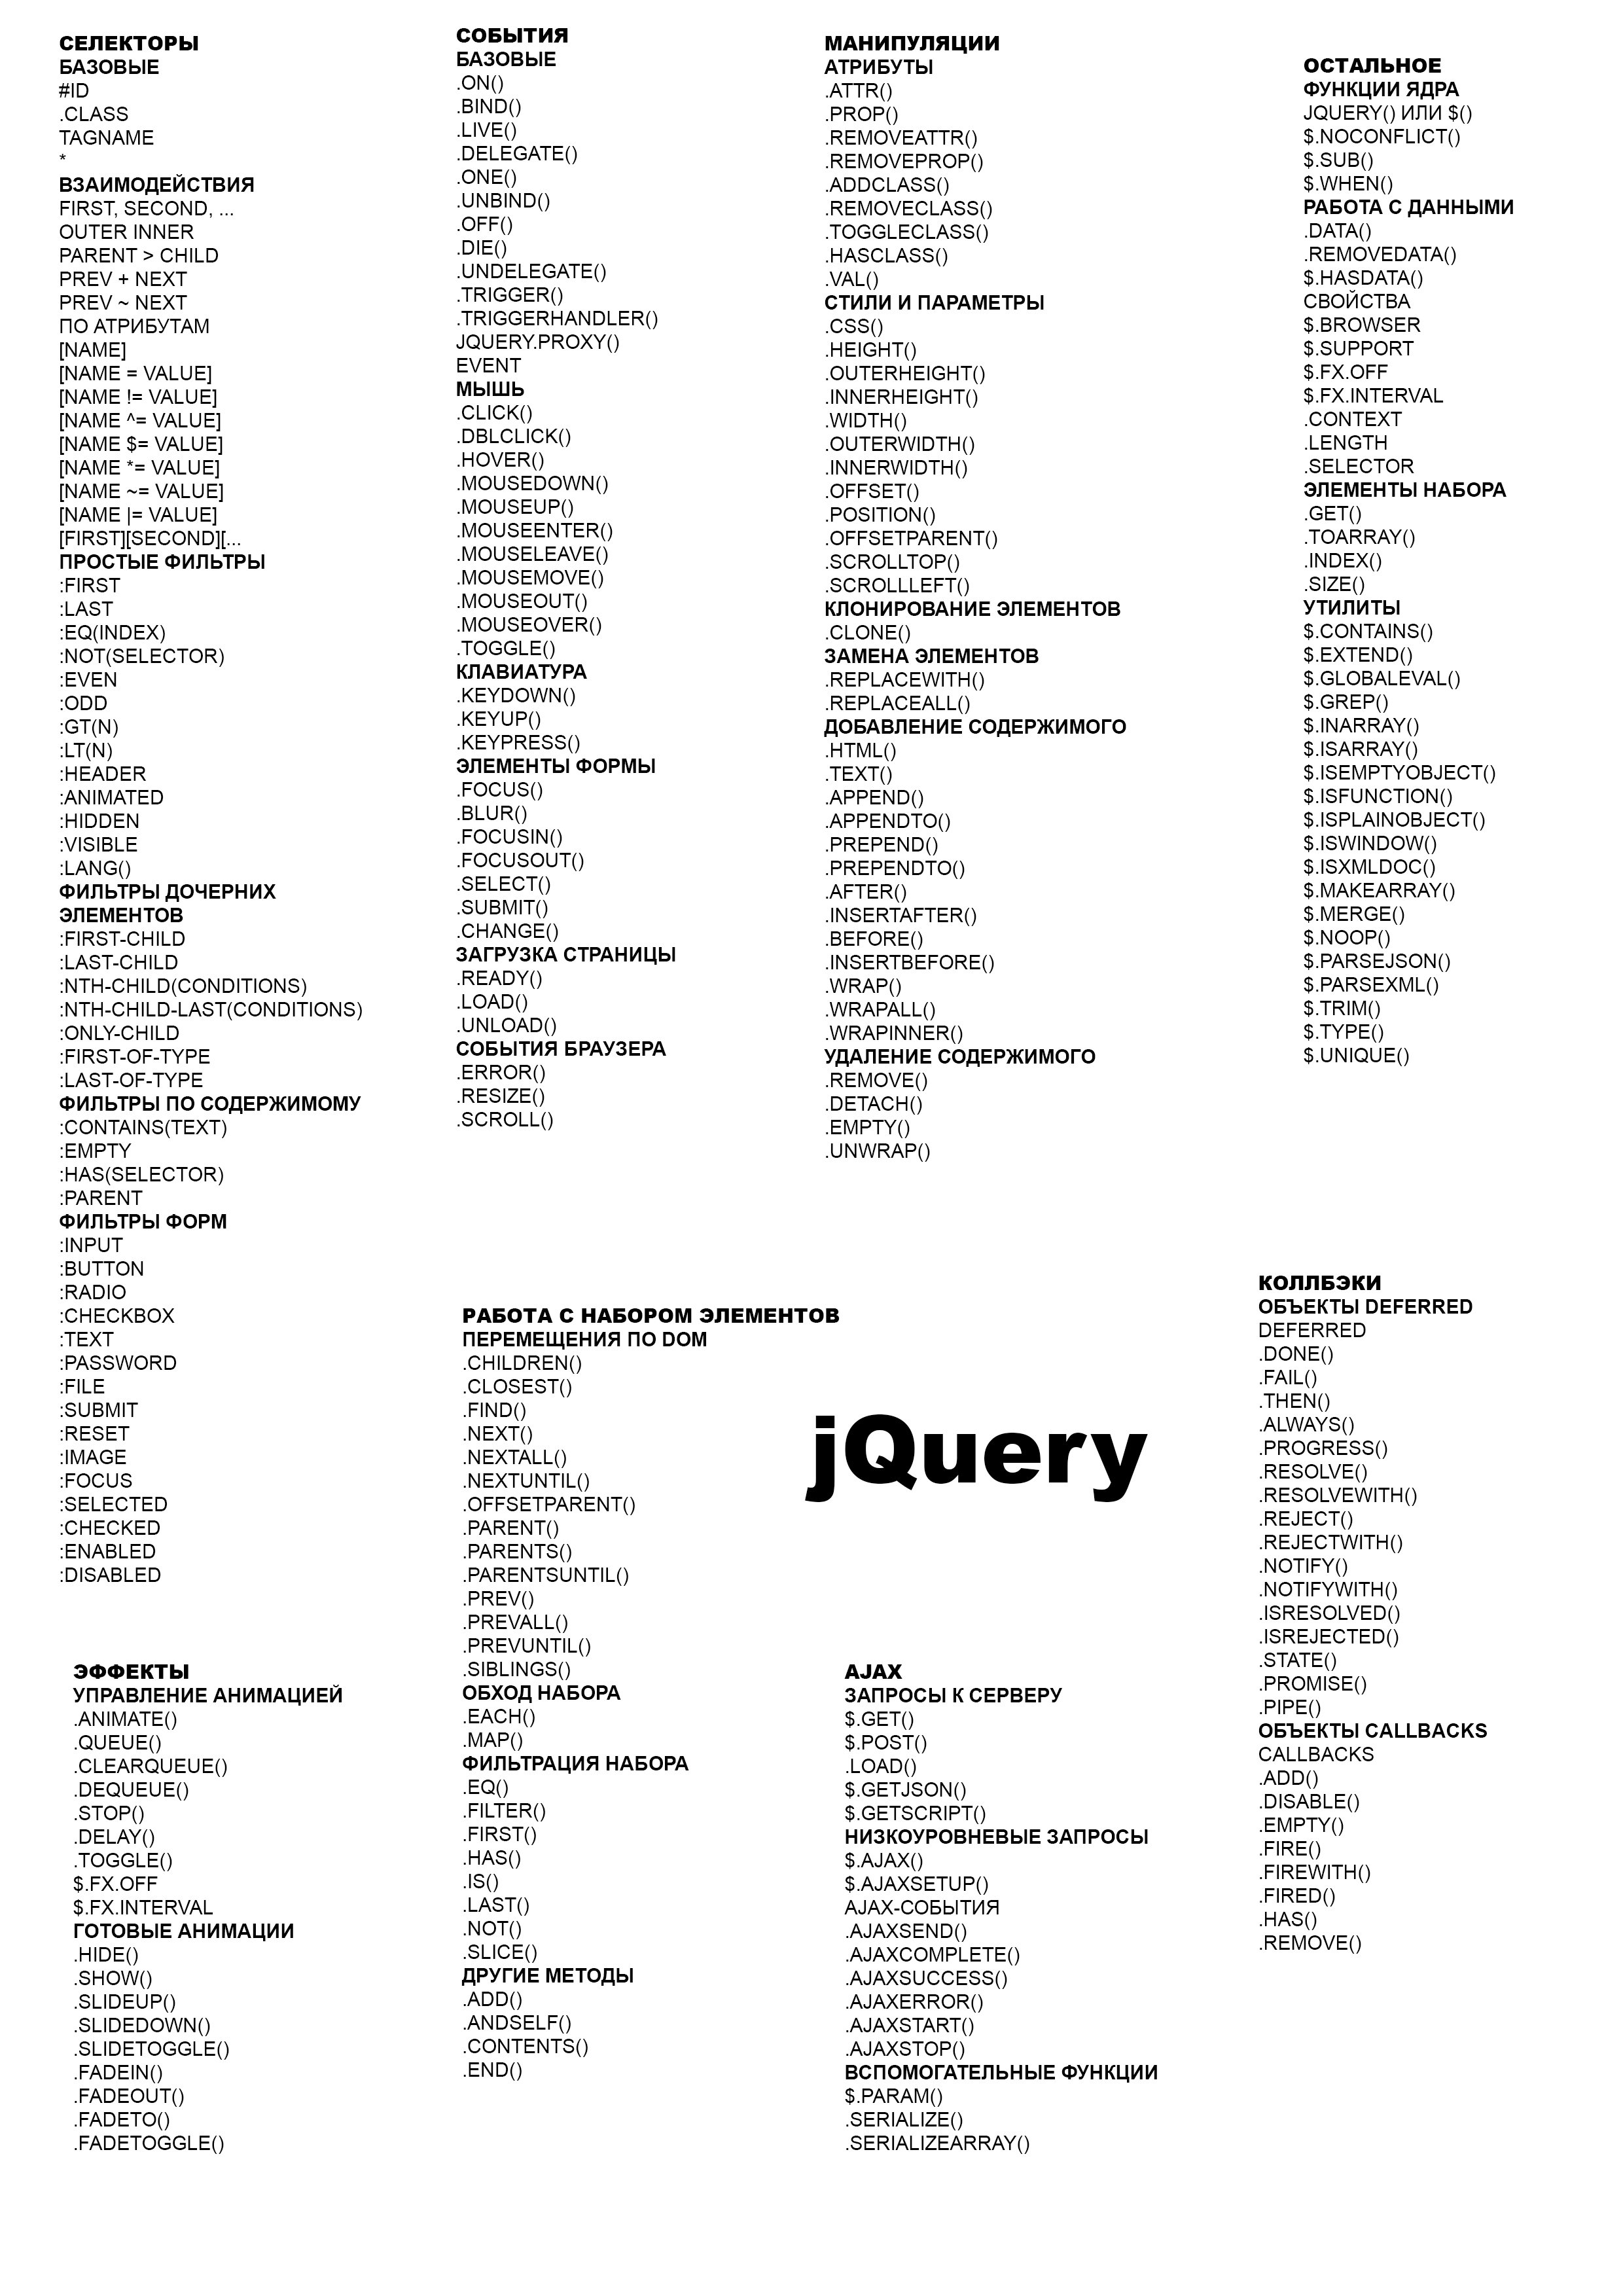 СЕЛЕКТОРЫ
БАЗОВЫЕ
#ID
.CLASS
TAGNAME
*
ВЗАИМОДЕЙСТВИЯ
FIRST, SECOND, ...
OUTER INNER
PARENT > CHILD
PREV + NEXT
PREV ~ NEXT
ПО АТРИБУТАМ
[NAME]
[NAME = VALUE]
[NAME != VALUE]
[NAME ^= VALUE]
[NAME $= VALUE]
[NAME *= VALUE]
[NAME ~= VALUE]
[NAME |= VALUE]
[FIRST][SECOND][...
ПРОСТЫЕ ФИЛЬТРЫ
:FIRST
:LAST
:EQ(INDEX)
:NOT(SELECTOR)
:EVEN
:ODD
:GT(N)
:LT(N)
:HEADER
:ANIMATED
:HIDDEN
:VISIBLE
:LANG()
ФИЛЬТРЫ ДОЧЕРНИХ
ЭЛЕМЕНТОВ
:FIRST-CHILD
:LAST-CHILD
:NTH-CHILD(CONDITIONS)
:NTH-CHILD-LAST(CONDITIONS)
:ONLY-CHILD
:FIRST-OF-TYPE
:LAST-OF-TYPE
ФИЛЬТРЫ ПО СОДЕРЖИМОМУ
:CONTAINS(TEXT)
:EMPTY
:HAS(SELECTOR)
:PARENT
ФИЛЬТРЫ ФОРМ
:INPUT
:BUTTON
:RADIO
:CHECKBOX
:TEXT
:PASSWORD
:FILE
:SUBMIT
:RESET
:IMAGE
:FOCUS
:SELECTED
:CHECKED
:ENABLED
:DISABLED
СОБЫТИЯ
БАЗОВЫЕ
.ON()
.BIND()
.LIVE()
.DELEGATE()
.ONE()
.UNBIND()
.OFF()
.DIE()
.UNDELEGATE()
.TRIGGER()
.TRIGGERHANDLER()
JQUERY.PROXY()
EVENT
МЫШЬ
.CLICK()
.DBLCLICK()
.HOVER()
.MOUSEDOWN()
.MOUSEUP()
.MOUSEENTER()
.MOUSELEAVE()
.MOUSEMOVE()
.MOUSEOUT()
.MOUSEOVER()
.TOGGLE()
КЛАВИАТУРА
.KEYDOWN()
.KEYUP()
.KEYPRESS()
ЭЛЕМЕНТЫ ФОРМЫ
.FOCUS()
.BLUR()
.FOCUSIN()
.FOCUSOUT()
.SELECT()
.SUBMIT()
.CHANGE()
ЗАГРУЗКА СТРАНИЦЫ
.READY()
.LOAD()
.UNLOAD()
СОБЫТИЯ БРАУЗЕРА
.ERROR()
.RESIZE()
.SCROLL()
МАНИПУЛЯЦИИ
АТРИБУТЫ
.ATTR()
.PROP()
.REMOVEATTR()
.REMOVEPROP()
.ADDCLASS()
.REMOVECLASS()
.TOGGLECLASS()
.HASCLASS()
.VAL()
СТИЛИ И ПАРАМЕТРЫ
.CSS()
.HEIGHT()
.OUTERHEIGHT()
.INNERHEIGHT()
.WIDTH()
.OUTERWIDTH()
.INNERWIDTH()
.OFFSET()
.POSITION()
.OFFSETPARENT()
.SCROLLTOP()
.SCROLLLEFT()
КЛОНИРОВАНИЕ ЭЛЕМЕНТОВ
.CLONE()
ЗАМЕНА ЭЛЕМЕНТОВ
.REPLACEWITH()
.REPLACEALL()
ДОБАВЛЕНИЕ СОДЕРЖИМОГО
.HTML()
.TEXT()
.APPEND()
.APPENDTO()
.PREPEND()
.PREPENDTO()
.AFTER()
.INSERTAFTER()
.BEFORE()
.INSERTBEFORE()
.WRAP()
.WRAPALL()
.WRAPINNER()
УДАЛЕНИЕ СОДЕРЖИМОГО
.REMOVE()
.DETACH()
.EMPTY()
.UNWRAP()
ОСТАЛЬНОЕ
ФУНКЦИИ ЯДРА
JQUERY() ИЛИ $()
$.NOCONFLICT()
$.SUB()
$.WHEN()
РАБОТА С ДАННЫМИ
.DATA()
.REMOVEDATA()
$.HASDATA()
СВОЙСТВА
$.BROWSER
$.SUPPORT
$.FX.OFF
$.FX.INTERVAL
.CONTEXT
.LENGTH
.SELECTOR
ЭЛЕМЕНТЫ НАБОРА
.GET()
.TOARRAY()
.INDEX()
.SIZE()
УТИЛИТЫ
$.CONTAINS()
$.EXTEND()
$.GLOBALEVAL()
$.GREP()
$.INARRAY()
$.ISARRAY()
$.ISEMPTYOBJECT()
$.ISFUNCTION()
$.ISPLAINOBJECT()
$.ISWINDOW()
$.ISXMLDOC()
$.MAKEARRAY()
$.MERGE()
$.NOOP()
$.PARSEJSON()
$.PARSEXML()
$.TRIM()
$.TYPE()
$.UNIQUE()
ЭФФЕКТЫ
УПРАВЛЕНИЕ АНИМАЦИЕЙ
.ANIMATE()
.QUEUE()
.CLEARQUEUE()
.DEQUEUE()
.STOP()
.DELAY()
.TOGGLE()
$.FX.OFF
$.FX.INTERVAL
ГОТОВЫЕ АНИМАЦИИ
.HIDE()
.SHOW()
.SLIDEUP()
.SLIDEDOWN()
.SLIDETOGGLE()
.FADEIN()
.FADEOUT()
.FADETO()
.FADETOGGLE()
РАБОТА С НАБОРОМ ЭЛЕМЕНТОВ
ПЕРЕМЕЩЕНИЯ ПО DOM
.CHILDREN()
.CLOSEST()
.FIND()
.NEXT()
.NEXTALL()
.NEXTUNTIL()
.OFFSETPARENT()
.PARENT()
.PARENTS()
.PARENTSUNTIL()
.PREV()
.PREVALL()
.PREVUNTIL()
.SIBLINGS()
ОБХОД НАБОРА
.EACH()
.MAP()
ФИЛЬТРАЦИЯ НАБОРА
.EQ()
.FILTER()
.FIRST()
.HAS()
.IS()
.LAST()
.NOT()
.SLICE()
ДРУГИЕ МЕТОДЫ
.ADD()
.ANDSELF()
.CONTENTS()
.END()
jQuery
AJAX
ЗАПРОСЫ К СЕРВЕРУ
$.GET()
$.POST()
.LOAD()
$.GETJSON()
$.GETSCRIPT()
НИЗКОУРОВНЕВЫЕ ЗАПРОСЫ
$.AJAX()
$.AJAXSETUP()
AJAX-СОБЫТИЯ
.AJAXSEND()
.AJAXCOMPLETE()
.AJAXSUCCESS()
.AJAXERROR()
.AJAXSTART()
.AJAXSTOP()
ВСПОМОГАТЕЛЬНЫЕ ФУНКЦИИ
$.PARAM()
.SERIALIZE()
.SERIALIZEARRAY()
КОЛЛБЭКИ
ОБЪЕКТЫ DEFERRED
DEFERRED
.DONE()
.FAIL()
.THEN()
.ALWAYS()
.PROGRESS()
.RESOLVE()
.RESOLVEWITH()
.REJECT()
.REJECTWITH()
.NOTIFY()
.NOTIFYWITH()
.ISRESOLVED()
.ISREJECTED()
.STATE()
.PROMISE()
.PIPE()
ОБЪЕКТЫ CALLBACKS
CALLBACKS
.ADD()
.DISABLE()
.EMPTY()
.FIRE()
.FIREWITH()
.FIRED()
.HAS()
.REMOVE()